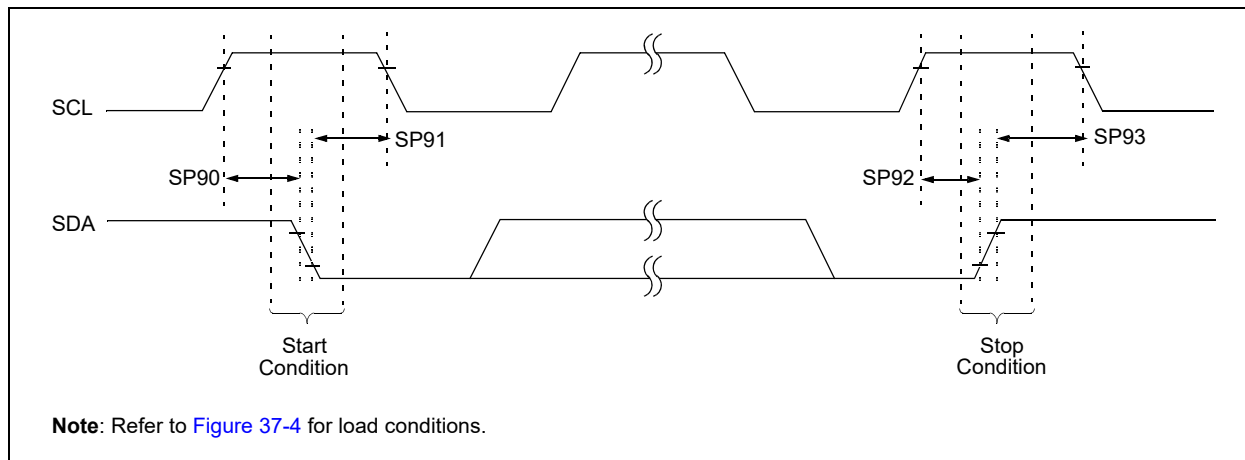 SCL
SP91
SP93
SP90
SP92
SDA
Start
Condition
Stop
Condition
Note: Refer to Figure 37-4 for load conditions.